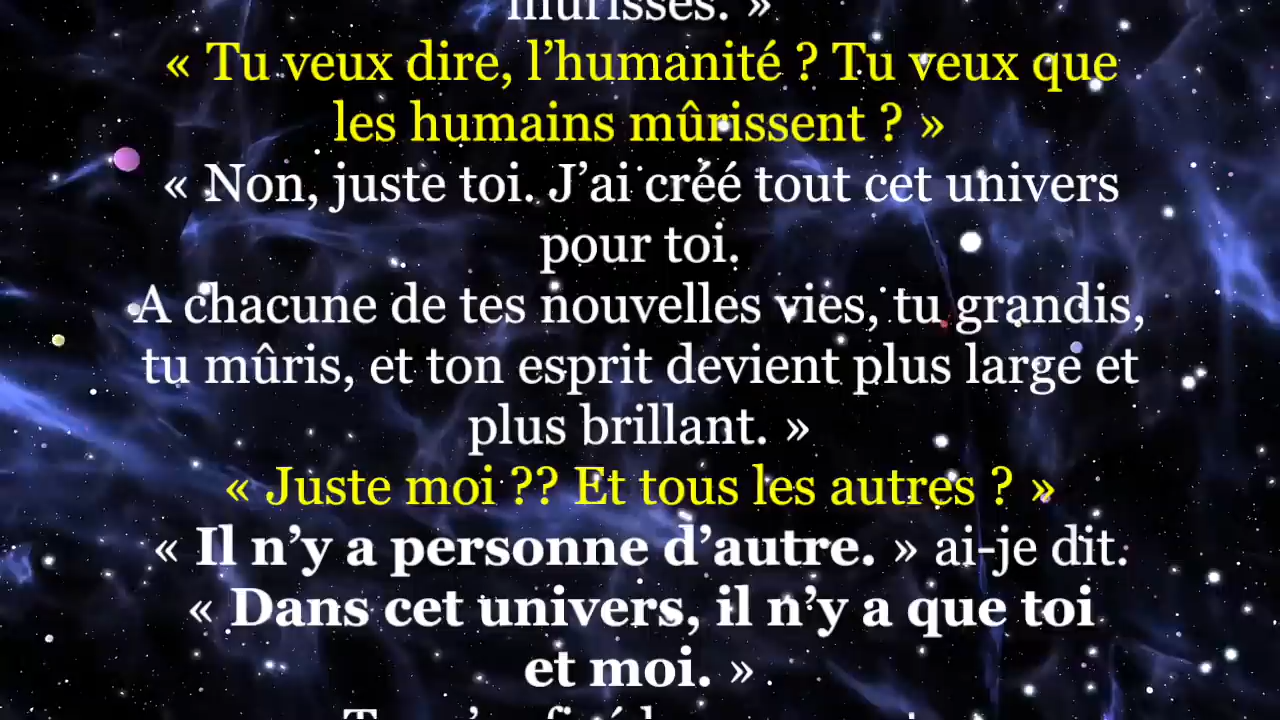 mûrisses. »
« Tu veux dire, l’humanité ? Tu veux que
les humains mûrissent ? »
« Non, juste toi. J’ai créé tout cet univers
pour toi.
A chacune de tes nouvelles vies, tu grandis,
tu mûris, et ton esprit devient plus large et
plus brillant. »
« Juste moi ?? Et tous les autres ? »
« Il n’y a personne d’autre. » ai-je dit.
« Dans cet univers, il n’y a que toi
et moi. »